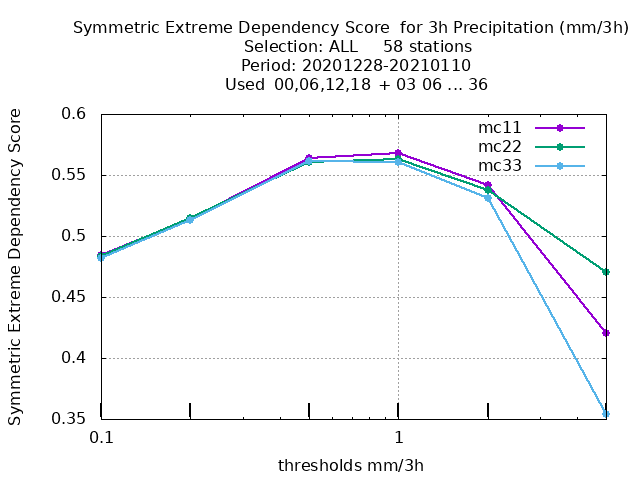 Symmetric Extreme Dependency Score  for 3h Precipitation (mm/3h)
Selection: ALL     58 stations
Period: 20201228-20210110
Used  00,06,12,18  + 03 06 ... 36
Symmetric Extreme Dependency Score
0.6
0.55
0.5
0.45
0.4
0.35
mc11
mc22
mc33
0.1
1
thresholds mm/3h